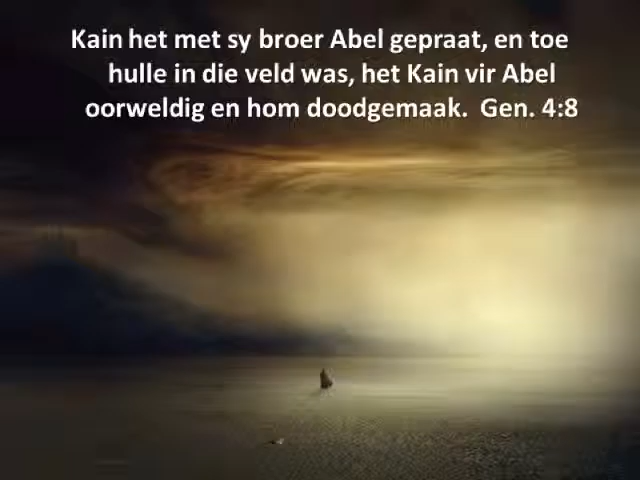 Kain het met sy broer Abel gepraat, en toe
hulle in die veld was, het Kain vir Abel
oorweldig en hom doodgemaak.  Gen. 4:8